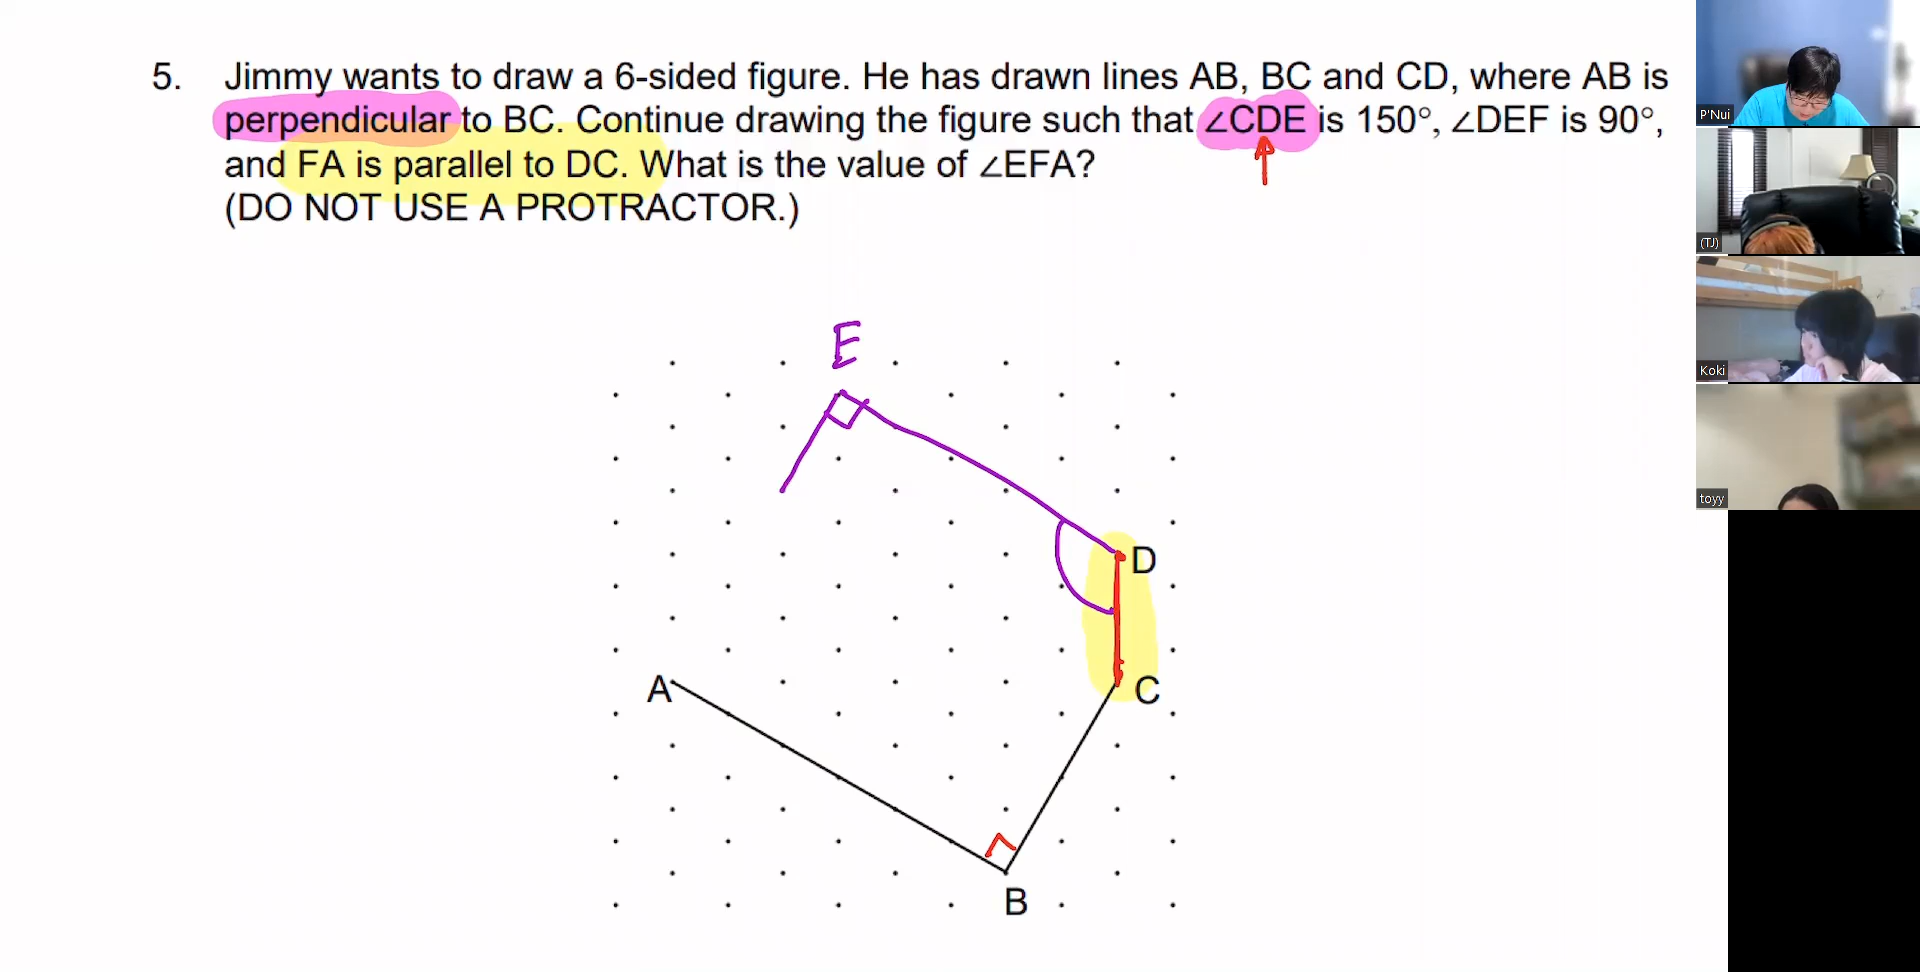 5. Jimmy wants to draw a 6-sided figure. He has drawn lines AB, BC and CD, where AB is
perpendicular to BC. Continue drawing the figure such that ∠CDE is 150°, ∠DEF is 90°,
and FA is parallel to DC. What is the value of ∠EFA?
(DO NOT USE A PROTRACTOR.)
E
D
A
C
B
P'Nui
(TJ)
Koki
toyy